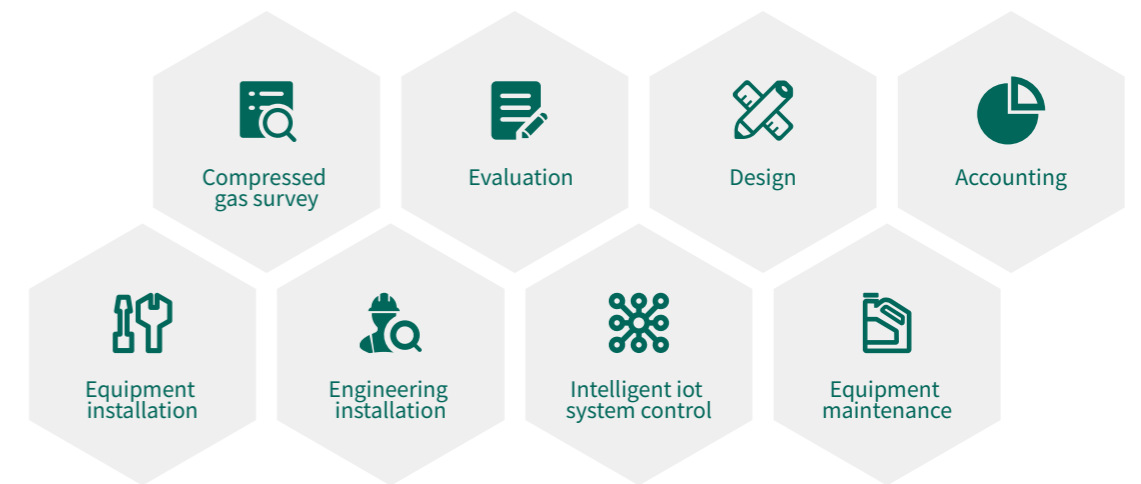 Compressed
gas survey
Evaluation
Design
Accounting
Equipment
installation
Engineering
installation
Intelligent iot
system control
Equipment
maintenance